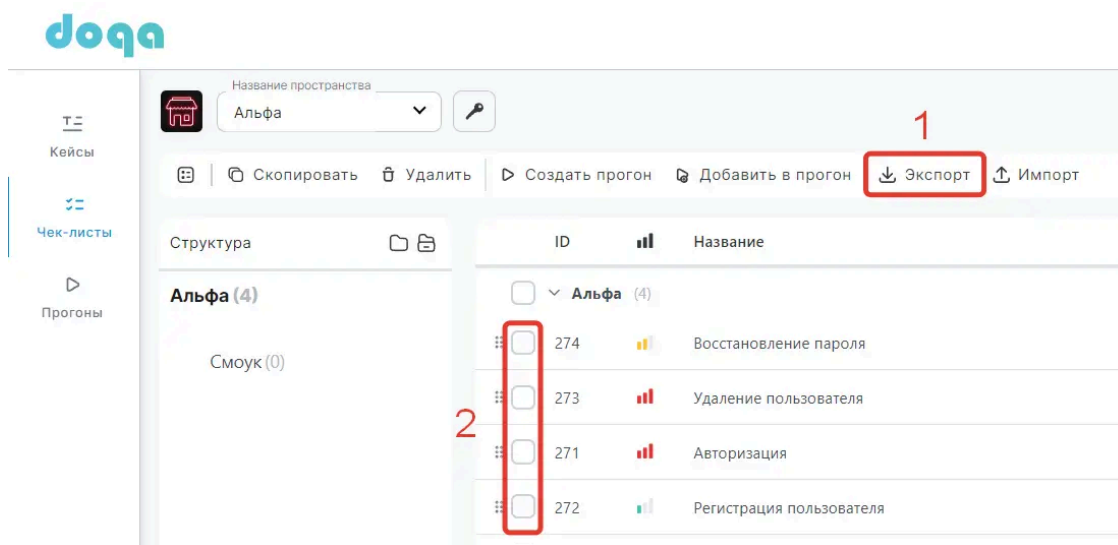 doqa
Название пространства
Альфа
1
Кейсы
Скопировать Удалить Создать прогон Добавить в прогон Экспорт Импорт
Чек-листы
Структура
ID Название
Альфа (4)
Альфа (4)
Прогоны
274 Восстановление пароля
Смоук (0)
273 Удаление пользователя
2
271 Авторизация
272 Регистрация пользователя